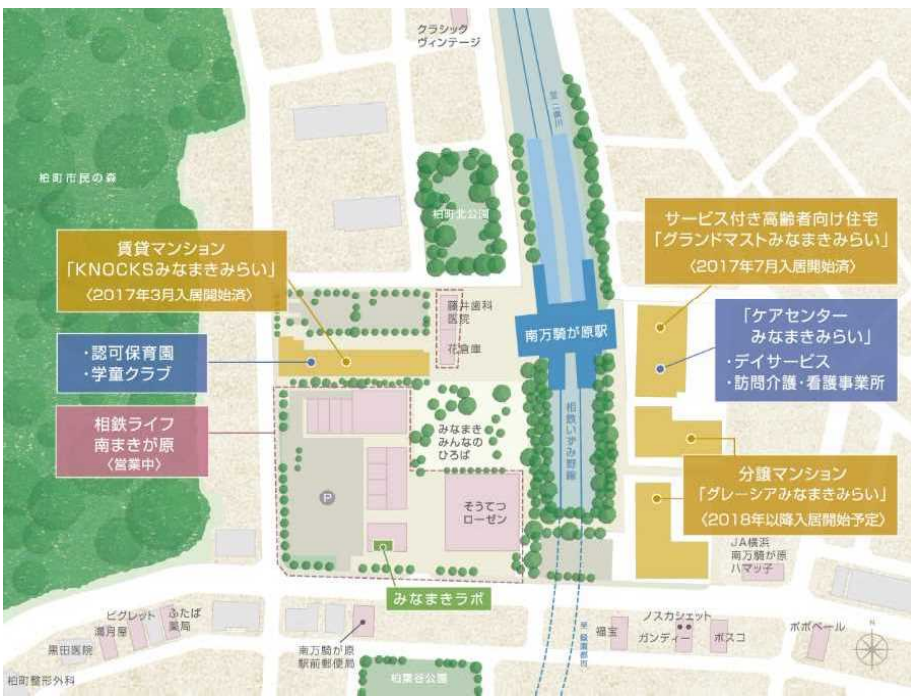 クラシック
ヴィンテージ
至 二俣川
柏町市民の森
柏町北公園
賃貸マンション
「KNOCKSみなまきみらい」
〈2017年3月入居開始済〉
サービス付き高齢者向け住宅
「グランドマストみなまきみらい」
〈2017年7月入居開始済〉
藤井歯科
医院
花倉庫
南万騎が原駅
「ケアセンター
みなまきみらい」
・デイサービス
・訪問介護・看護事業所
・認可保育園
・学童クラブ
相鉄ライフ
南まきが原
〈営業中〉
みなまき
みんなの
ひろば
相鉄いずみ野線
分譲マンション
「グレーシアみなまきみらい」
〈2018年以降入居開始予定〉
P
そうてつ
ローゼン
JA横浜
南万騎が原
ハマッ子
みなまきラボ
ピグレット
満月屋
ふたば
薬局
黒田医院
柏町整形外科
南万騎が原
駅前郵便局
柏葉谷公園
福宝
ノスカシェット
ガンディー
ボスコ
ポポベール
N